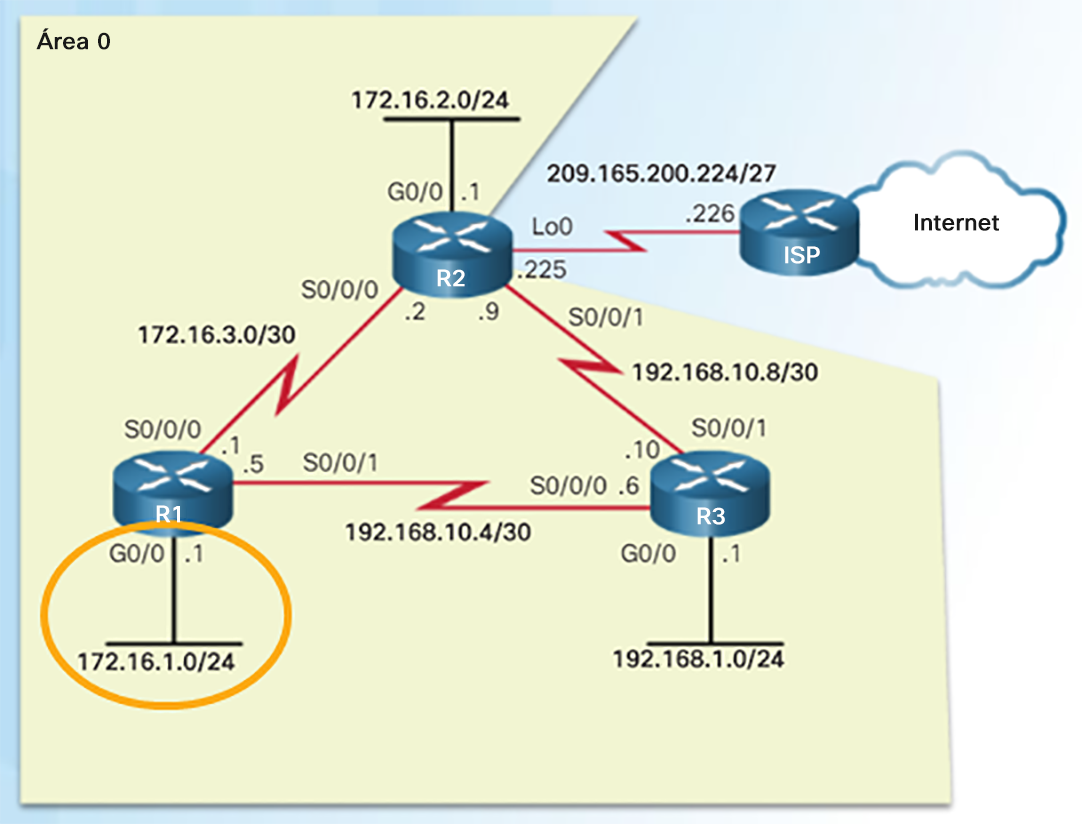 Área 0
172.16.2.0/24
G0/0 .1
209.165.200.224/27
.226
Lo0
Internet
ISP
R2
.225
S0/0/0
.2
.9
S0/0/1
172.16.3.0/30
192.168.10.8/30
S0/0/0
.1
S0/0/1
.10
.5
S0/0/1
S0/0/0 .6
R1
R3
192.168.10.4/30
G0/0 .1
G0/0 .1
172.16.1.0/24
192.168.1.0/24